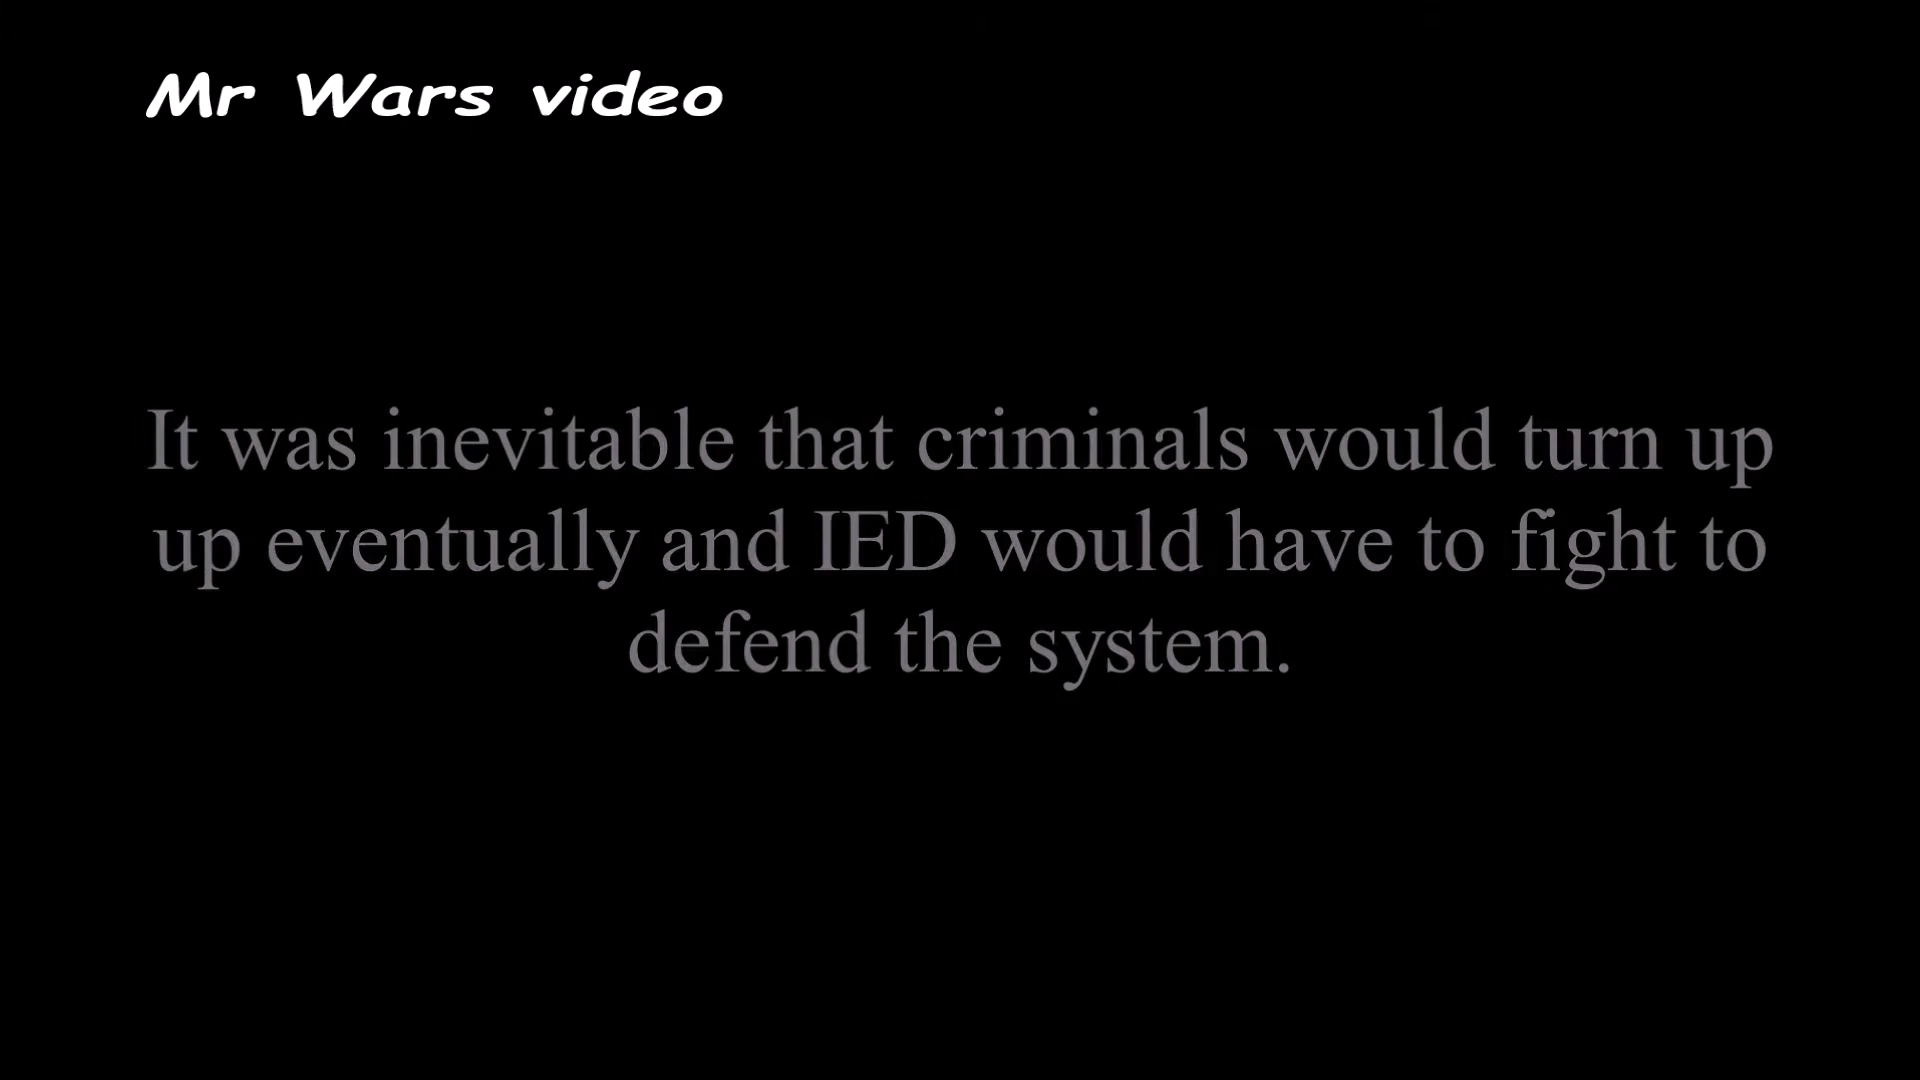 Mr Wars video
It was inevitable that criminals would turn up
up eventually and IED would have to fight to
defend the system.